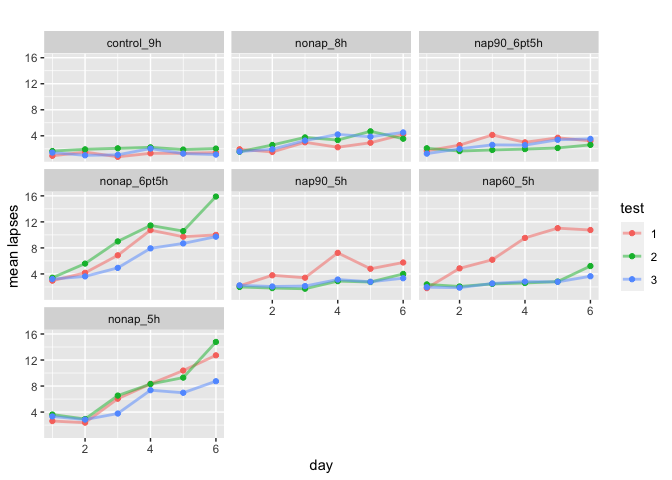 control_9h nonap_8h nap90_6pt5h
16
12
8
4
nonap_6pt5h nap90_5h nap60_5h
16
12
8
4
2 4 6 2 4 6
nonap_5h
16
12
8
4
2 4 6
mean lapses
day
test
1
2
3